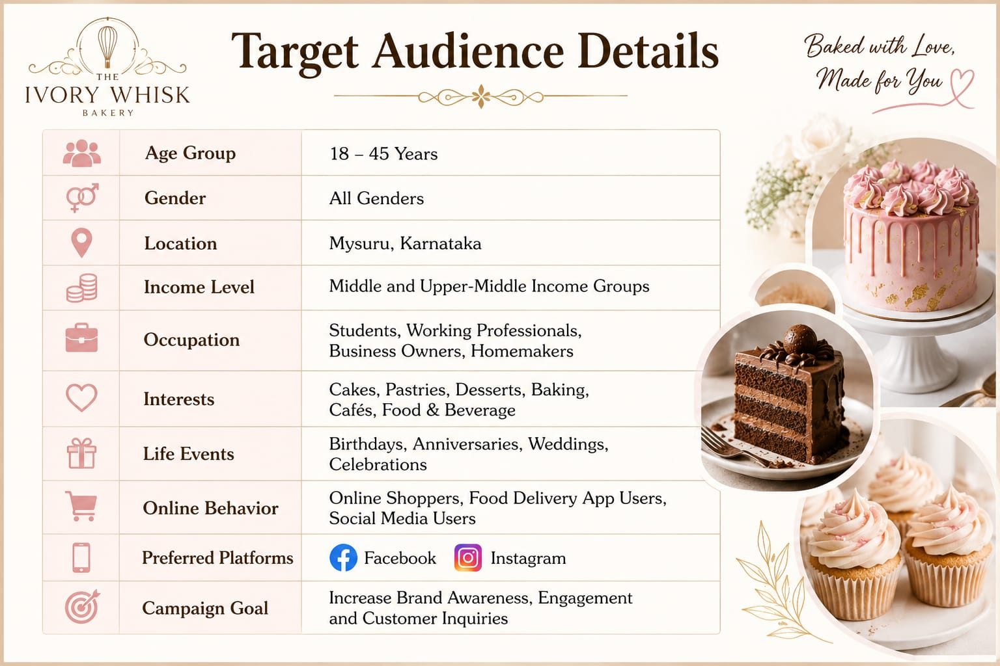 THE
IVORY WHISK
BAKERY
Target Audience Details
Baked with Love,
Made for You
Age Group
18 – 45 Years
Gender
All Genders
Location
Mysuru, Karnataka
Income Level
Middle and Upper-Middle Income Groups
Occupation
Students, Working Professionals,
Business Owners, Homemakers
Interests
Cakes, Pastries, Desserts, Baking,
Cafés, Food & Beverage
Life Events
Birthdays, Anniversaries, Weddings,
Celebrations
Online Behavior
Online Shoppers, Food Delivery App Users,
Social Media Users
Preferred Platforms
Facebook Instagram
Campaign Goal
Increase Brand Awareness, Engagement
and Customer Inquiries